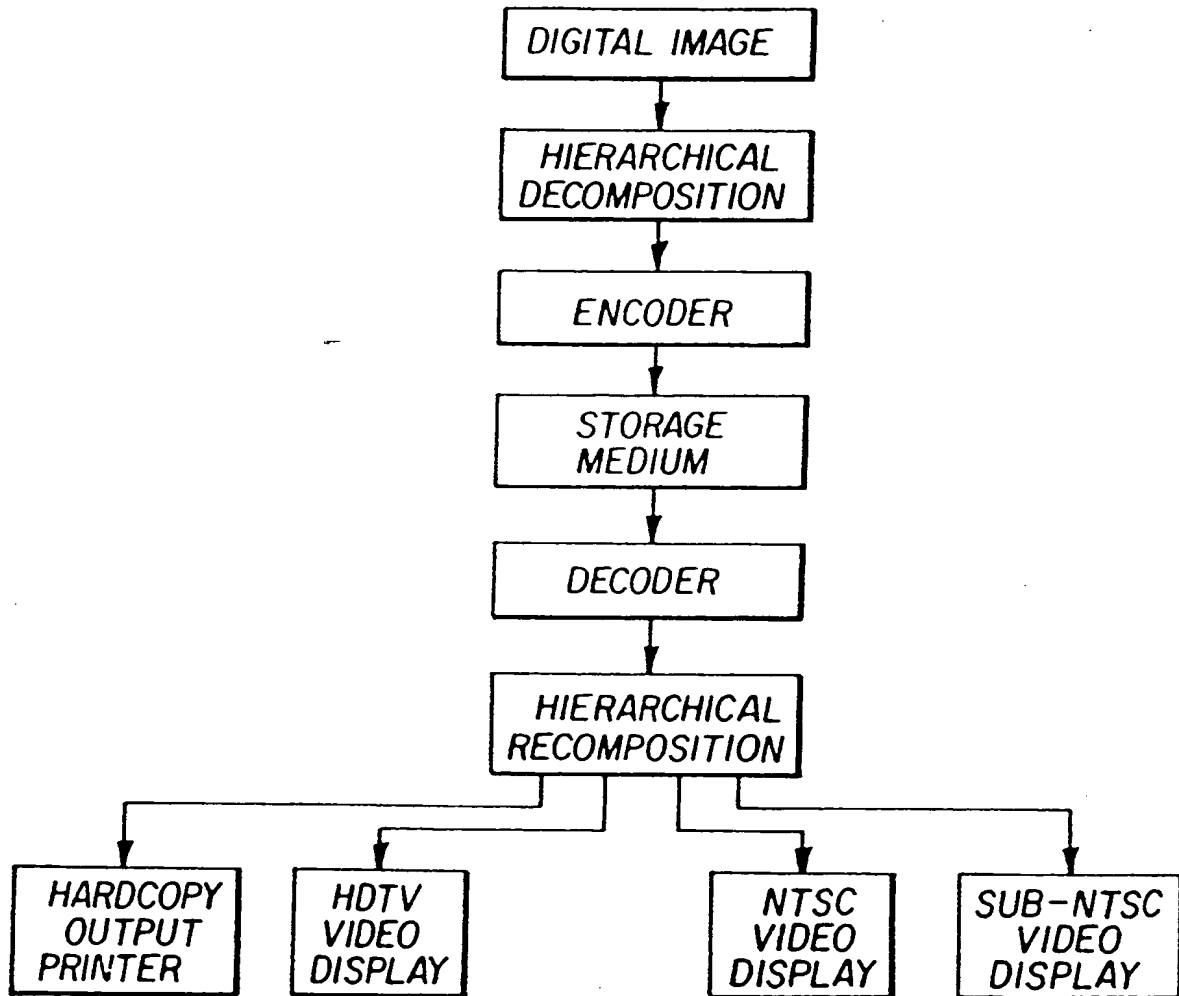 DIGITAL IMAGE
HIERARCHICAL
DECOMPOSITION
ENCODER
STORAGE
MEDIUM
DECODER
HIERARCHICAL
RECOMPOSITION
HARDCOPY
OUTPUT
PRINTER
HDTV
VIDEO
DISPLAY
NTSC
VIDEO
DISPLAY
SUB-NTSC
VIDEO
DISPLAY